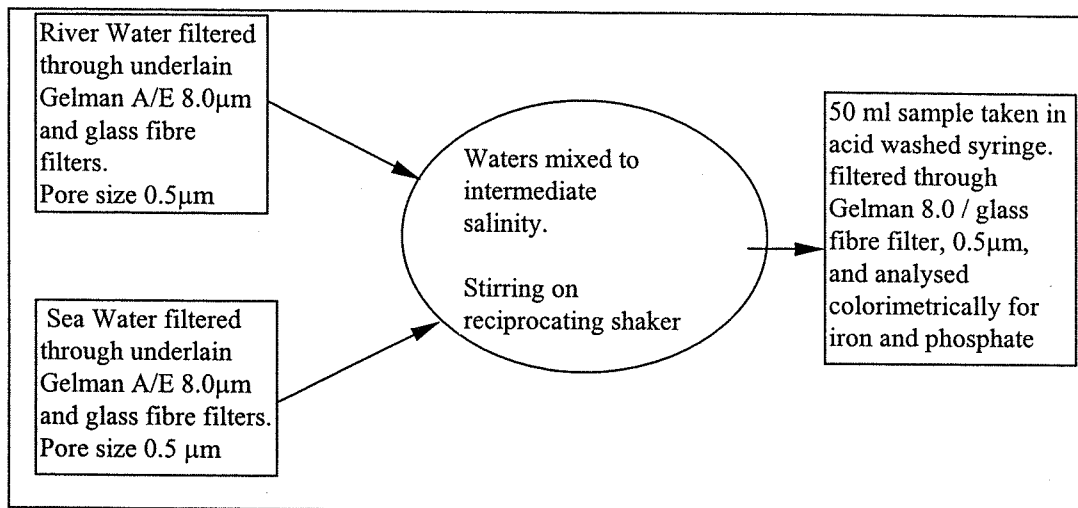 River Water filtered
through underlain
Gelman A/E 8.0μm
and glass fibre
filters.
Pore size 0.5μm
Sea Water filtered
through underlain
Gelman A/E 8.0μm
and glass fibre filters.
Pore size 0.5 μm
Waters mixed to
intermediate
salinity.
Stirring on
reciprocating shaker
50 ml sample taken in
acid washed syringe.
filtered through
Gelman 8.0 / glass
fibre filter, 0.5μm,
and analysed
colorimetrically for
iron and phosphate